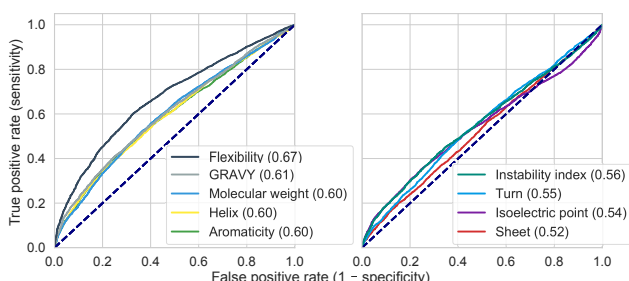 True positive rate (sensitivity)
1.0
0.8
0.6
0.4
0.2
0.0
0.0 0.2 0.4 0.6 0.8 1.0
Flexibility (0.67)
GRAVY (0.61)
Molecular weight (0.60)
Helix (0.60)
Aromaticity (0.60)
0.0 0.2 0.4 0.6 0.8 1.0
Instability index (0.56)
Turn (0.55)
Isoelectric point (0.54)
Sheet (0.52)
False positive rate (1 − specificity)